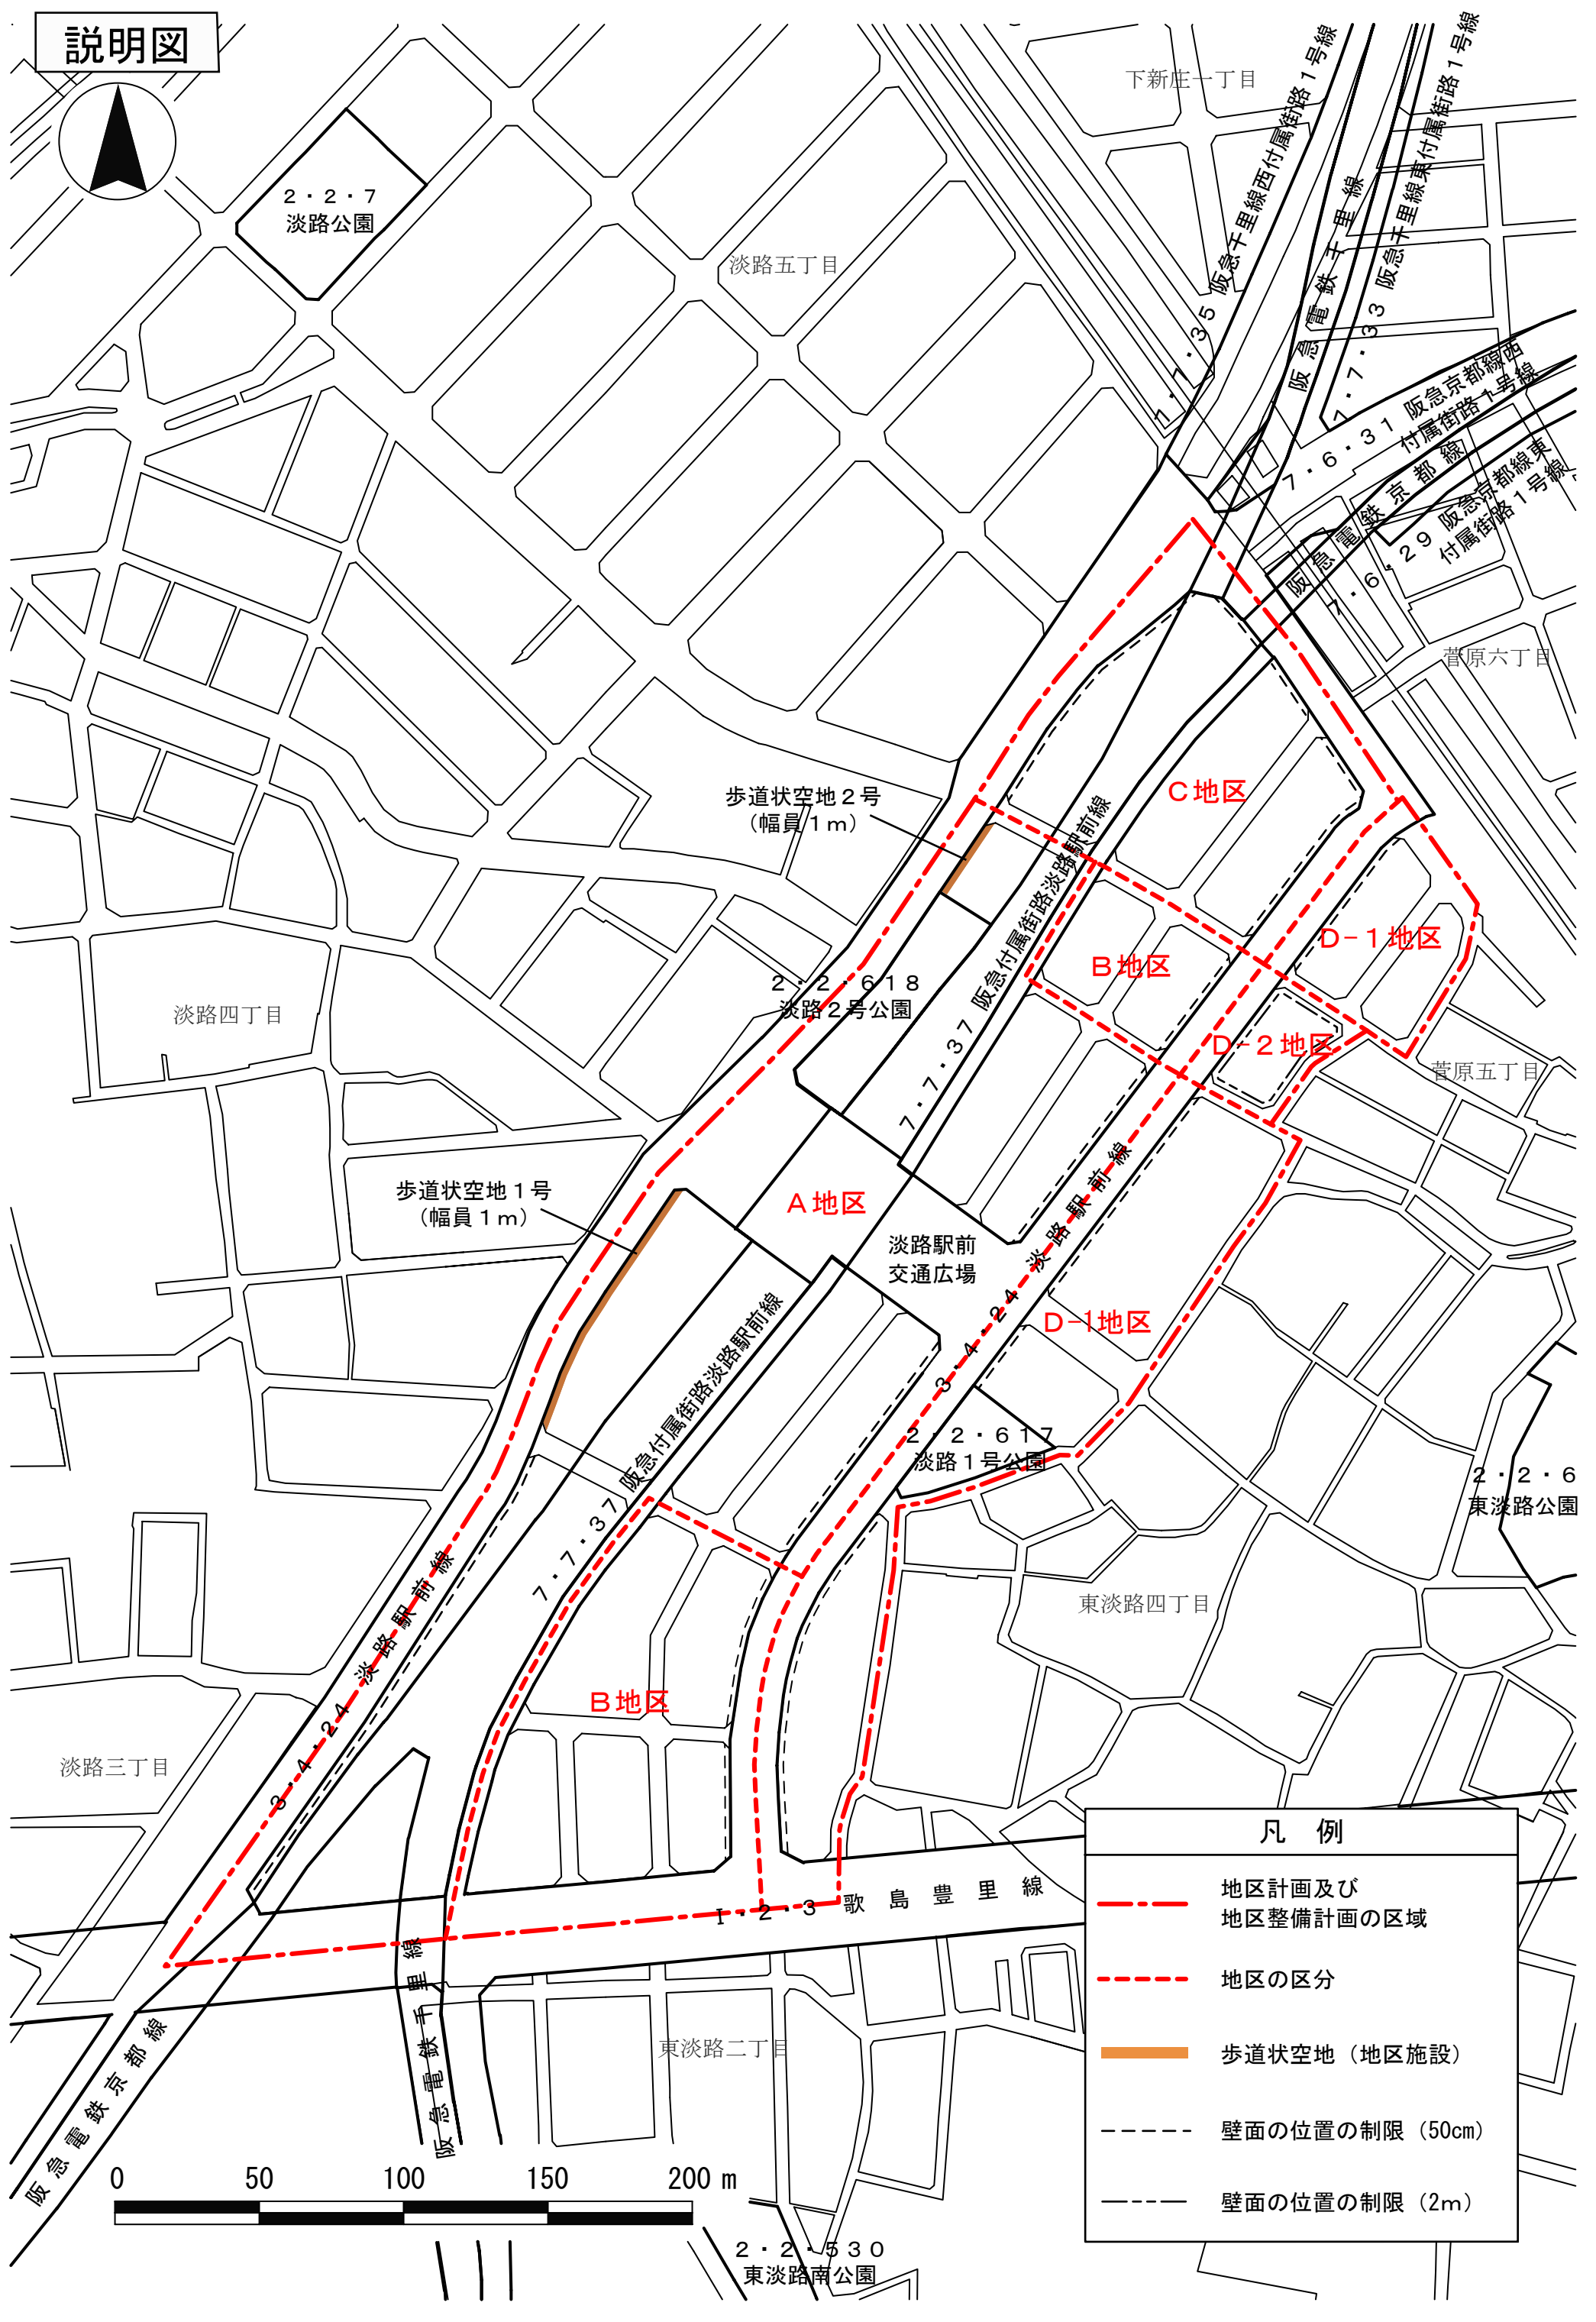 説明図
下新庄一丁目
２・２・７
淡路公園
淡路五丁目
７・７・３５ 阪急千里線西付属街路１号線
阪急電鉄千里線
７・７・３３ 阪急千里線東付属街路１号線
７・６・３１ 阪急京都線西
付属街路１号線
阪急電鉄京都線
７・６・２９ 阪急京都線東
付属街路１号線
菅原六丁目
歩道状空地２号
（幅員１ｍ）
Ｃ地区
７・７・３７ 阪急付属街路淡路駅前線
Ｂ地区
Ｄ−１地区
２・２・６１８
淡路２号公園
淡路四丁目
Ｄ−２地区
菅原五丁目
歩道状空地１号
（幅員１ｍ）
Ａ地区
淡路駅前
交通広場
３・４・２４ 淡路駅前線
Ｄ−1地区
７・７・３７ 阪急付属街路淡路駅前線
２・２・６１７
淡路１号公園
２・２・６
東淡路公園
３・４・２４ 淡路駅前線
東淡路四丁目
Ｂ地区
淡路三丁目
Ⅰ・２・３ 歌島豊里線
阪急電鉄千里線
阪急電鉄京都線
東淡路二丁目
0 50 100 150 200 m
２・２・５３０
東淡路南公園
凡 例
地区計画及び
地区整備計画の区域
地区の区分
歩道状空地（地区施設）
壁面の位置の制限（50cm）
壁面の位置の制限（2ｍ）